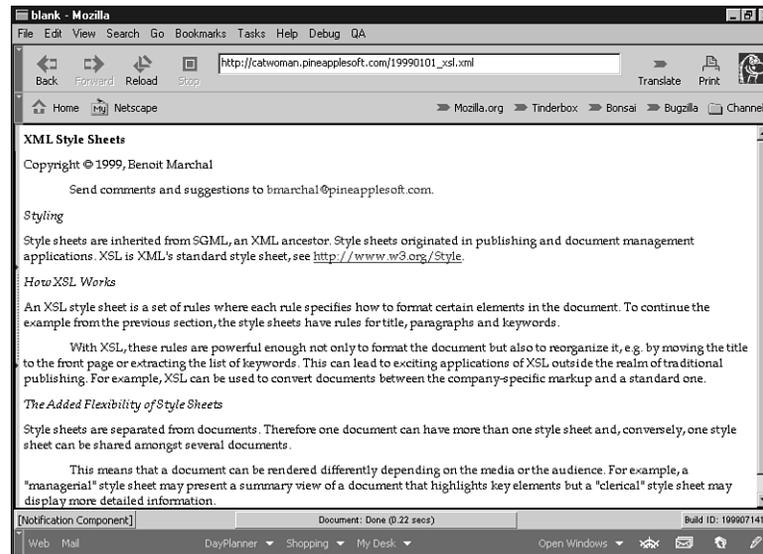 blank - Mozilla
File Edit View Search Go Bookmarks Tasks Help Debug QA
http://catwoman.pineapplesoft.com/19990101_xsl.xml
Back Forward Reload Stop Translate Print
Home My Netscape Mozilla.org Tinderbox Bonsai Bugzilla Channel
XML Style Sheets
Copyright © 1999, Benoit Marchal
Send comments and suggestions to bmarchal@pineapplesoft.com.
Styling
Style sheets are inherited from SGML, an XML ancestor. Style sheets originated in publishing and document management
applications. XSL is XML's standard style sheet, see http://www.w3.org/Style.
How XSL Works
An XSL style sheet is a set of rules where each rule specifies how to format certain elements in the document. To continue the
example from the previous section, the style sheets have rules for title, paragraphs and keywords.
With XSL, these rules are powerful enough not only to format the document but also to reorganize it, e.g. by moving the title
to the front page or extracting the list of keywords. This can lead to exciting applications of XSL outside the realm of traditional
publishing. For example, XSL can be used to convert documents between the company-specific markup and a standard one.
The Added Flexibility of Style Sheets
Style sheets are separated from documents. Therefore one document can have more than one style sheet and, conversely, one style
sheet can be shared amongst several documents.
This means that a document can be rendered differently depending on the media or the audience. For example, a
"managerial" style sheet may present a summary view of a document that highlights key elements but a "clerical" style sheet may
display more detailed information.
[Notification Component] Document: Done (0.22 secs) Build ID: 199907141
Web Mail DayPlanner Shopping My Desk Open Windows